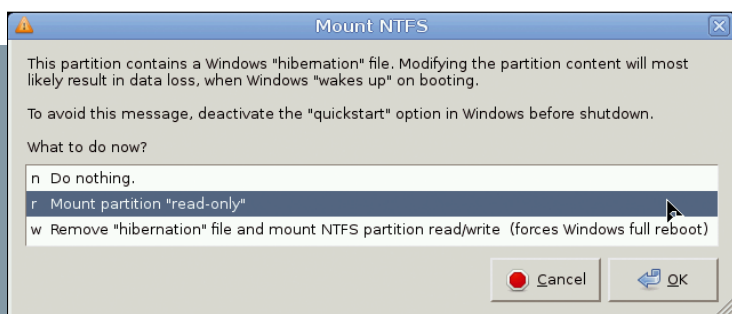 Mount NTFS
This partition contains a Windows "hibernation" file. Modifying the partition content will most
likely result in data loss, when Windows "wakes up" on booting.
To avoid this message, deactivate the "quickstart" option in Windows before shutdown.
What to do now?
n Do nothing.
r Mount partition "read-only"
w Remove "hibernation" file and mount NTFS partition read/write (forces Windows full reboot)
Cancel OK